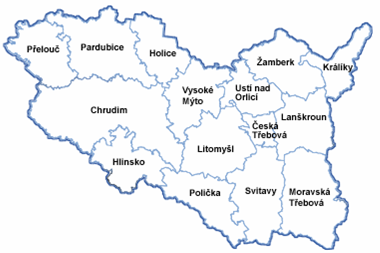 Přelouč
Pardubice
Holice
Žamberk
Králíky
Vysoké
Mýto
Ustí nad
Orlicí
Chrudim
Lanškroun
Česká
Třebová
Litomyšl
Hlinsko
Polička
Svitavy
Moravská
Třebová